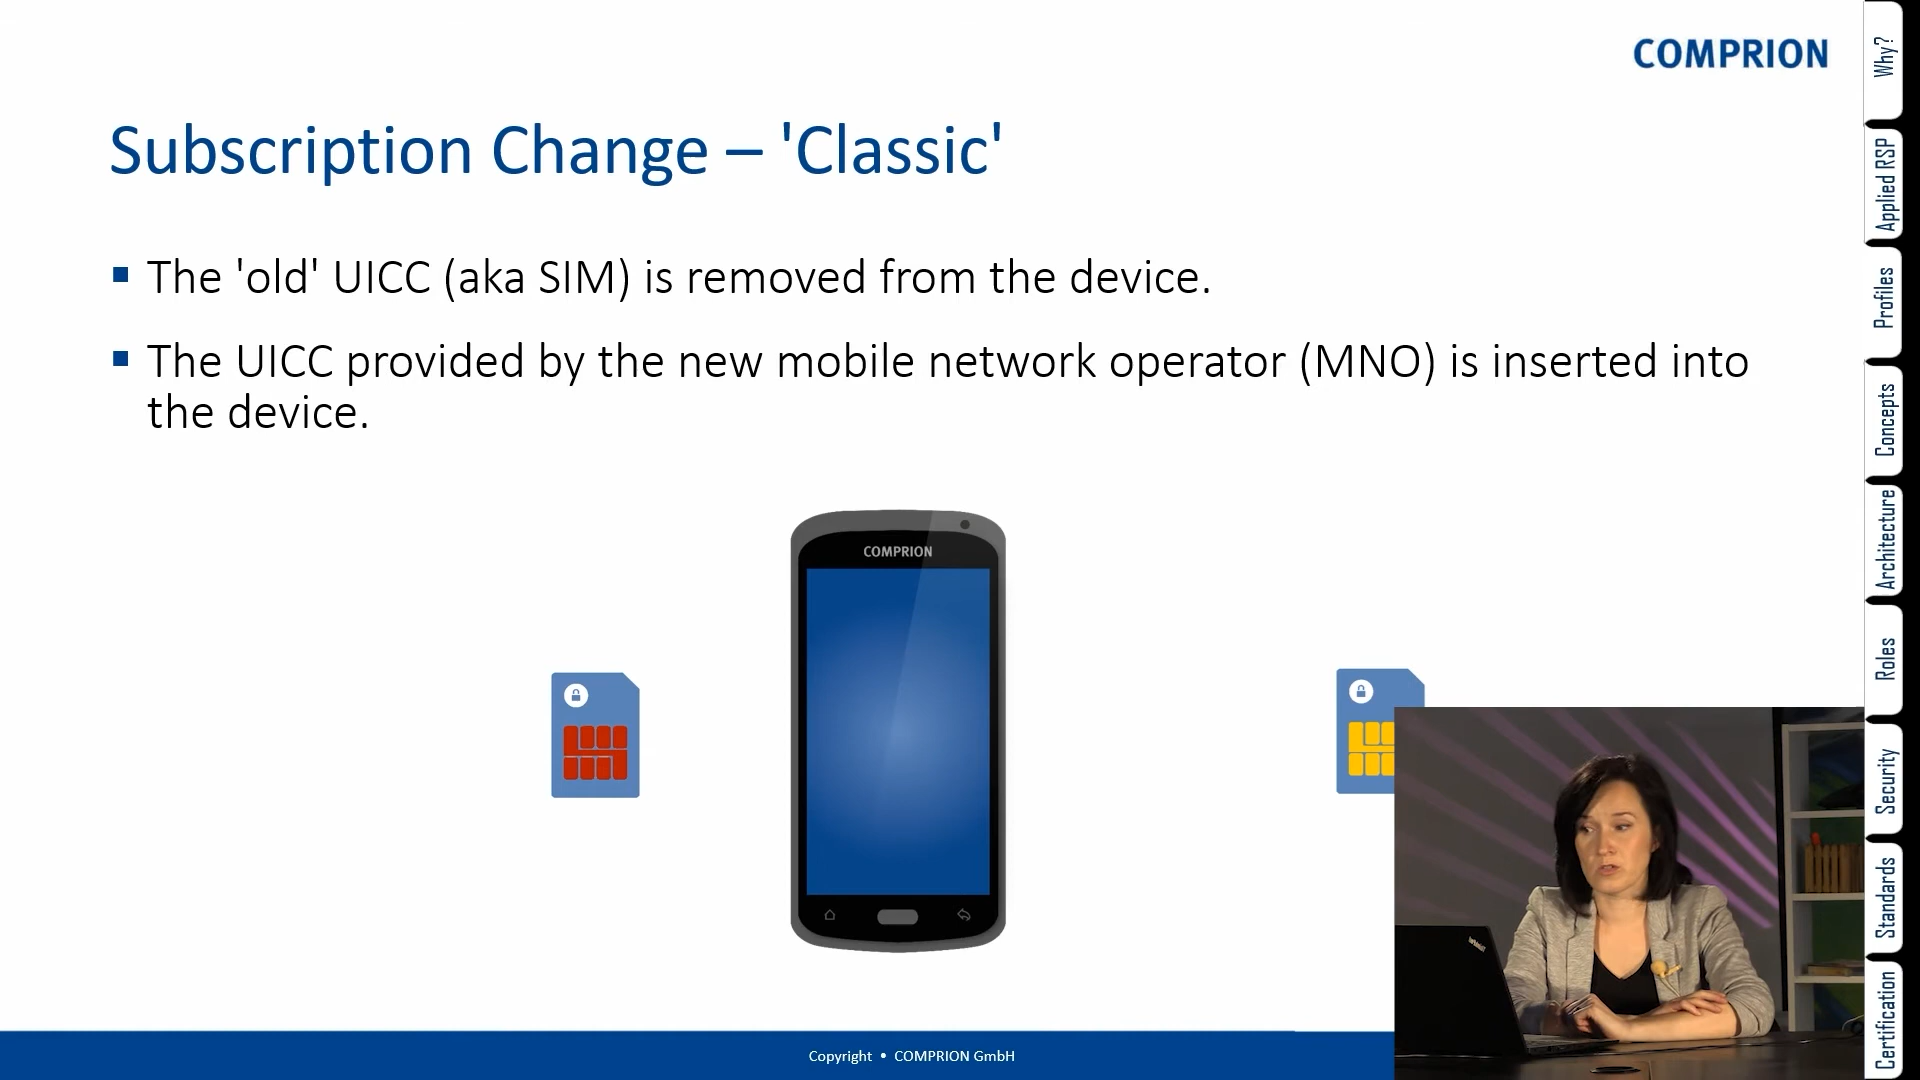 COMPRION
Subscription Change – 'Classic'
▪ The 'old' UICC (aka SIM) is removed from the device.
▪ The UICC provided by the new mobile network operator (MNO) is inserted into
the device.
COMPRION
Copyright • COMPRION GmbH
Why?
Applied RSP
Profiles
Concepts
Architecture
Roles
Security
Standards
Certification